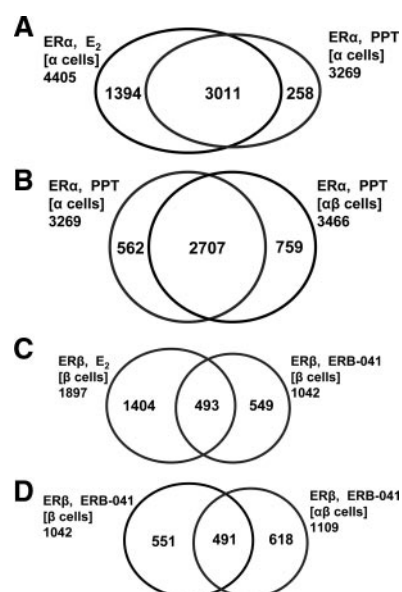 A
ERα, E2
[α cells]
4405
1394
3011
258
ERα, PPT
[α cells]
3269
B
ERα, PPT
[α cells]
3269
562
2707
759
ERα, PPT
[αβ cells]
3466
C
ERβ, E2
[β cells]
1897
1404
493
549
ERβ, ERB-041
[β cells]
1042
D
ERβ, ERB-041
[β cells]
1042
551
491
618
ERβ, ERB-041
[αβ cells]
1109